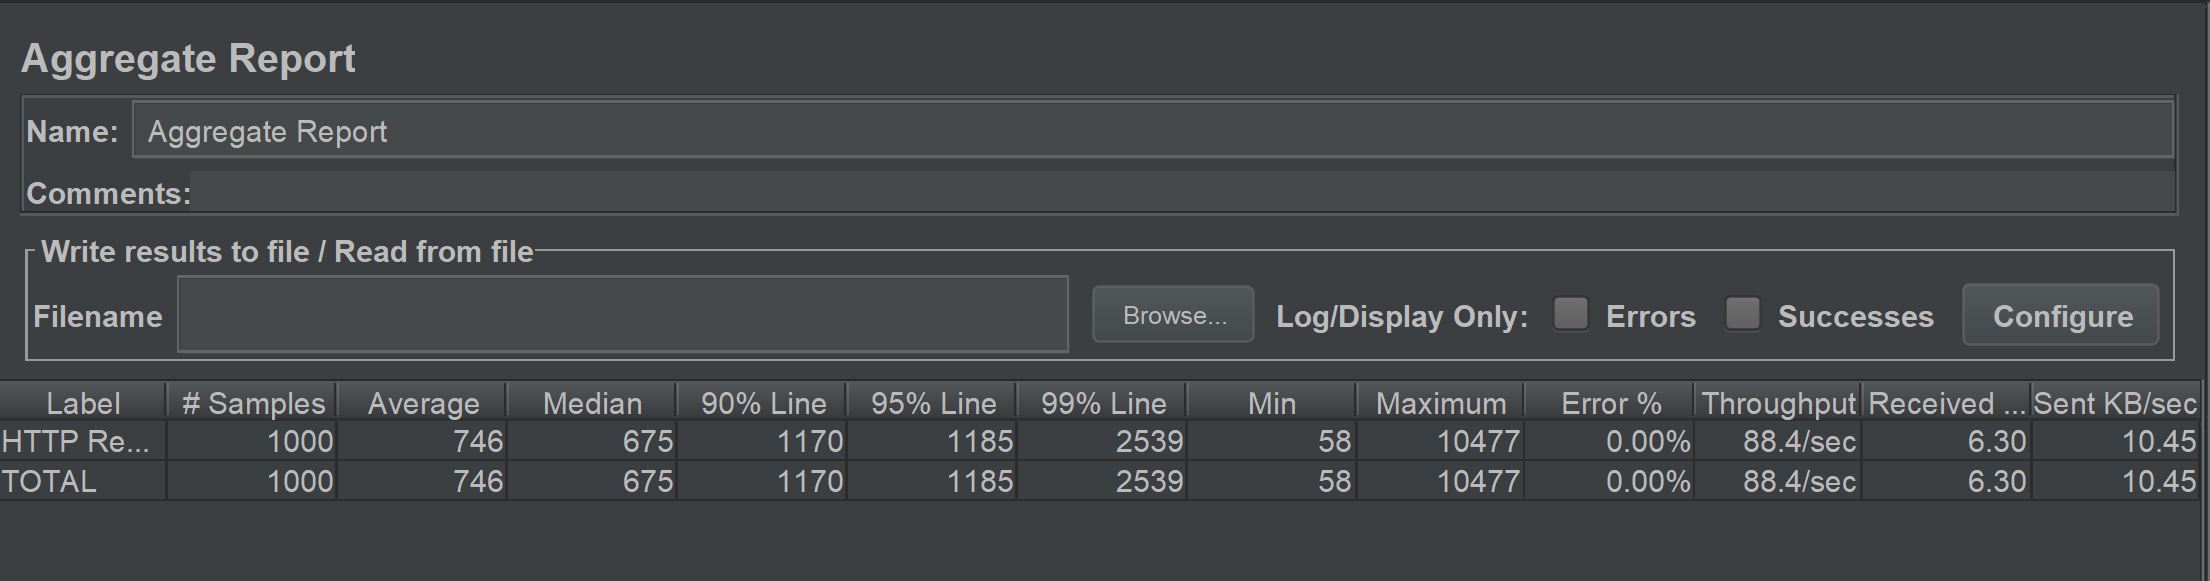 Aggregate Report
Name: Aggregate Report
Comments:
Write results to file / Read from file
Filename Browse... Log/Display Only: Errors Successes Configure
Label # Samples Average Median 90% Line 95% Line 99% Line Min Maximum Error % Throughput Received ... Sent KB/sec
HTTP Re... 1000 746 675 1170 1185 2539 58 10477 0.00% 88.4/sec 6.30 10.45
TOTAL 1000 746 675 1170 1185 2539 58 10477 0.00% 88.4/sec 6.30 10.45